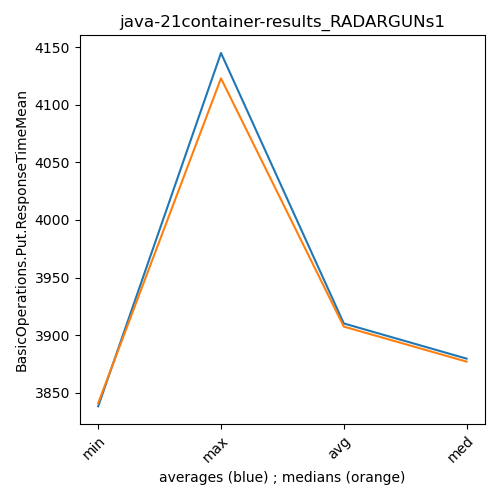 java-21container-results_RADARGUNs1
BasicOperations.Put.ResponseTimeMean
4150
4100
4050
4000
3950
3900
3850
min
max
avg
med
averages (blue) ; medians (orange)